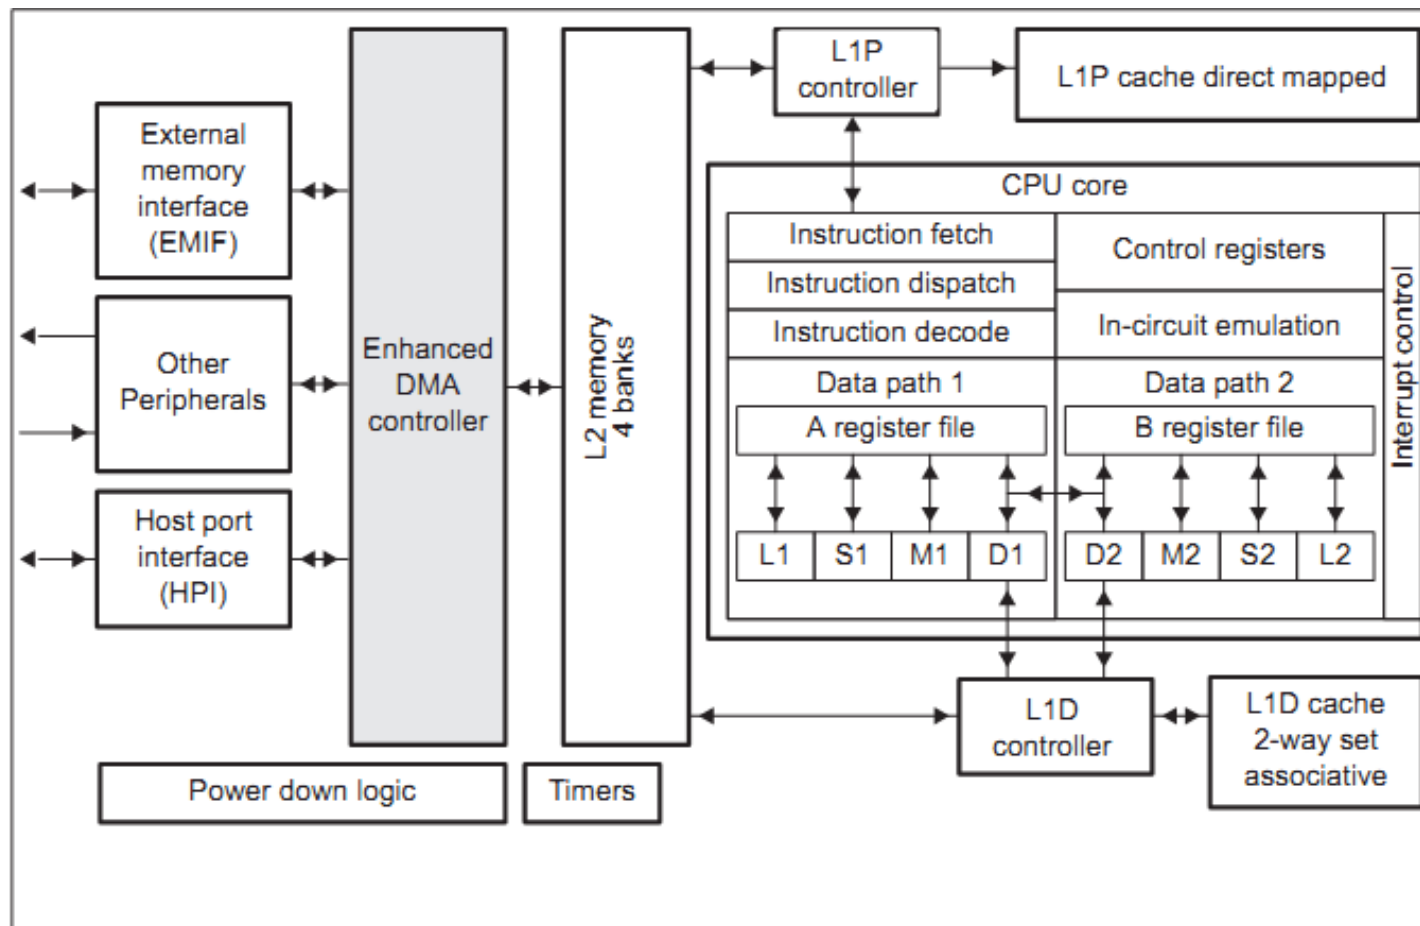 External
memory
interface
(EMIF)
Other
Peripherals
Host port
interface
(HPI)
Enhanced
DMA
controller
L2 memory
4 banks
Power down logic
Timers
L1P
controller
L1P cache direct mapped
CPU core
Instruction fetch
Instruction dispatch
Instruction decode
Control registers
In-circuit emulation
Interrupt control
Data path 1
A register file
L1 S1 M1 D1
Data path 2
B register file
D2 M2 S2 L2
L1D
controller
L1D cache
2-way set
associative